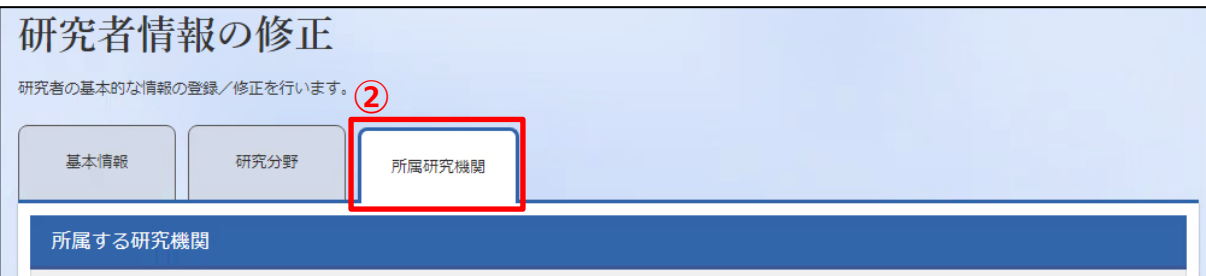 研究者情報の修正
研究者の基本的な情報の登録／修正を行います。
②
基本情報 研究分野 所属研究機関
所属する研究機関